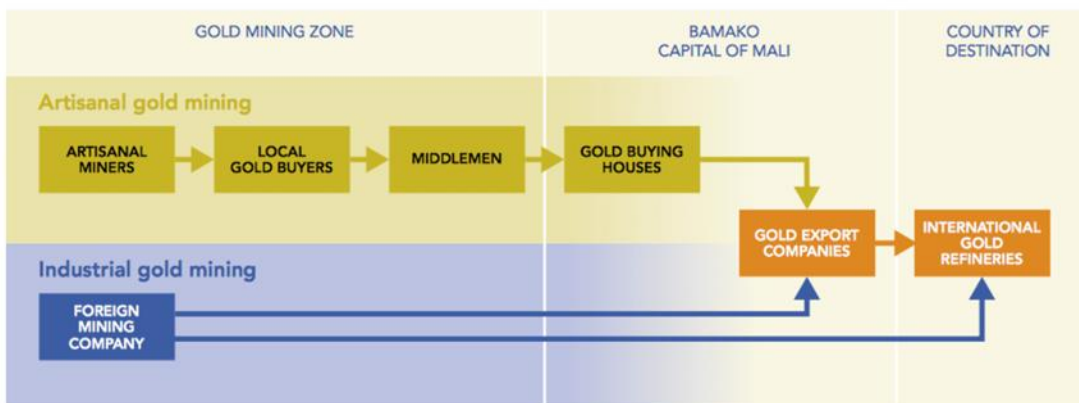 GOLD MINING ZONE
BAMAKO
CAPITAL OF MALI
COUNTRY OF
DESTINATION
Artisanal gold mining
ARTISANAL
MINERS
LOCAL
GOLD BUYERS
MIDDLEMEN
GOLD BUYING
HOUSES
GOLD EXPORT
COMPANIES
INTERNATIONAL
GOLD
REFINERIES
Industrial gold mining
FOREIGN
MINING
COMPANY